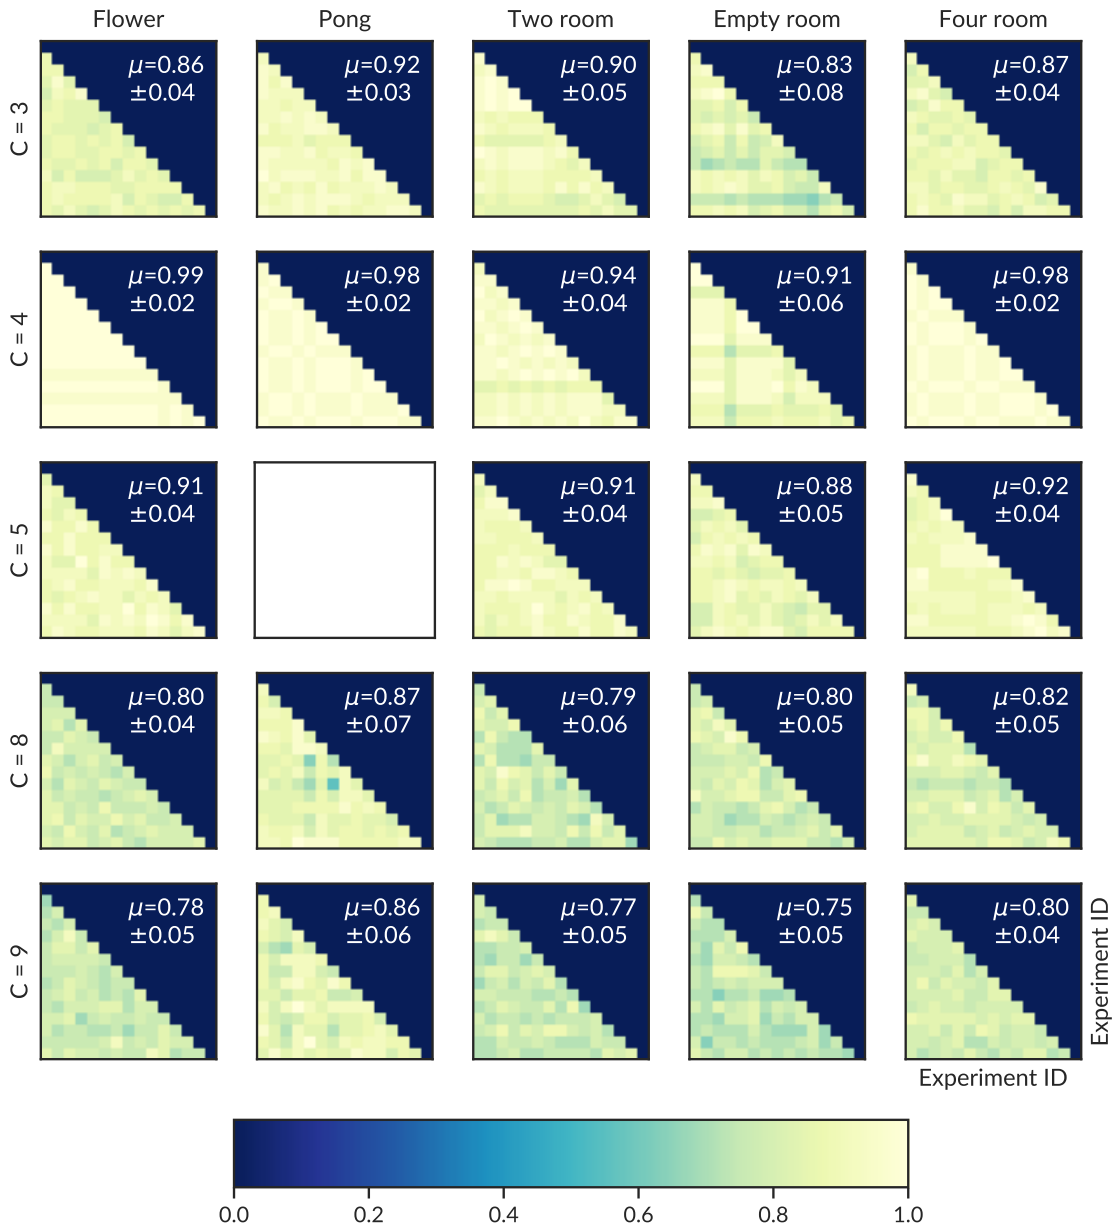 Flower Pong Two room Empty room Four room
C = 3
μ=0.86 μ=0.92 μ=0.90 μ=0.83 μ=0.87
±0.04 ±0.03 ±0.05 ±0.08 ±0.04
C = 4
μ=0.99 μ=0.98 μ=0.94 μ=0.91 μ=0.98
±0.02 ±0.02 ±0.04 ±0.06 ±0.02
C = 5
μ=0.91 μ=0.91 μ=0.88 μ=0.92
±0.04 ±0.04 ±0.05 ±0.04
C = 8
μ=0.80 μ=0.87 μ=0.79 μ=0.80 μ=0.82
±0.04 ±0.07 ±0.06 ±0.05 ±0.05
C = 9
μ=0.78 μ=0.86 μ=0.77 μ=0.75 μ=0.80
±0.05 ±0.06 ±0.05 ±0.05 ±0.04
Experiment ID
Experiment ID
0.0 0.2 0.4 0.6 0.8 1.0